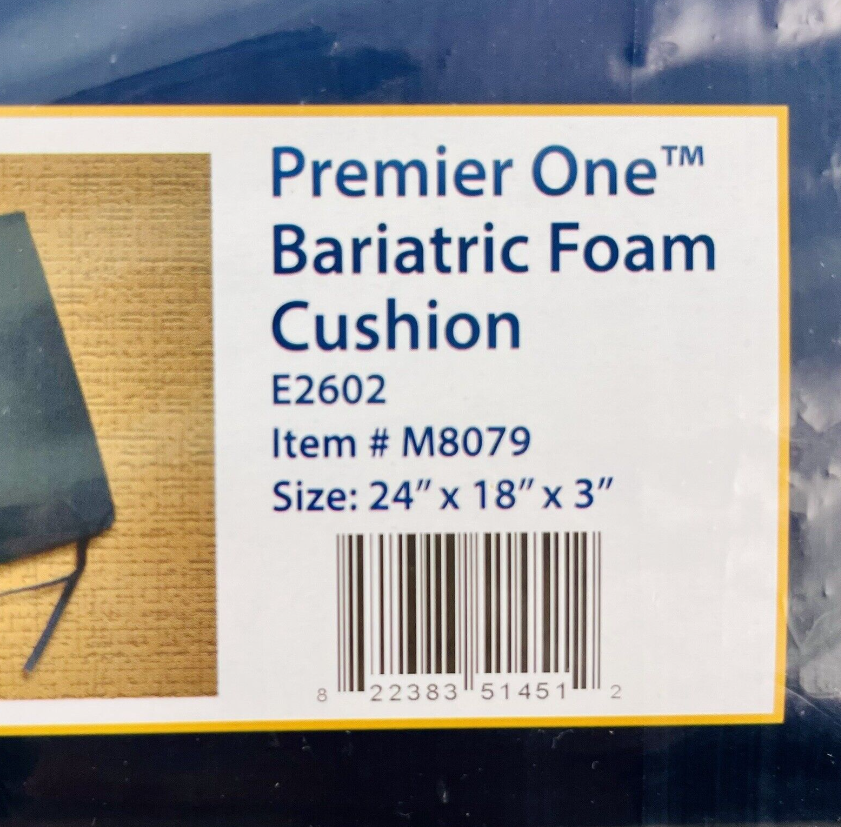 Premier One™
Bariatric Foam
Cushion
E2602
Item # M8079
Size: 24” x 18” x 3”
8 22383 51451 2